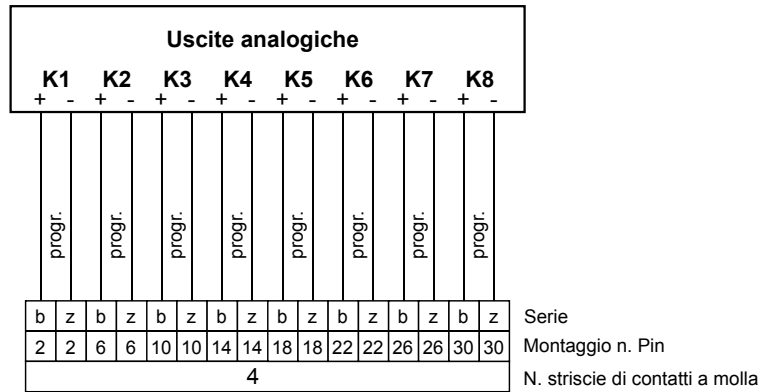 Uscite analogiche
K1 K2 K3 K4 K5 K6 K7 K8
+ - + - + - + - + - + - + - + -
progr. progr. progr. progr. progr. progr. progr. progr.
b z b z b z b z b z b z b z b z Serie
2 2 6 6 10 10 14 14 18 18 22 22 26 26 30 30 Montaggio n. Pin
4 N. striscie di contatti a molla